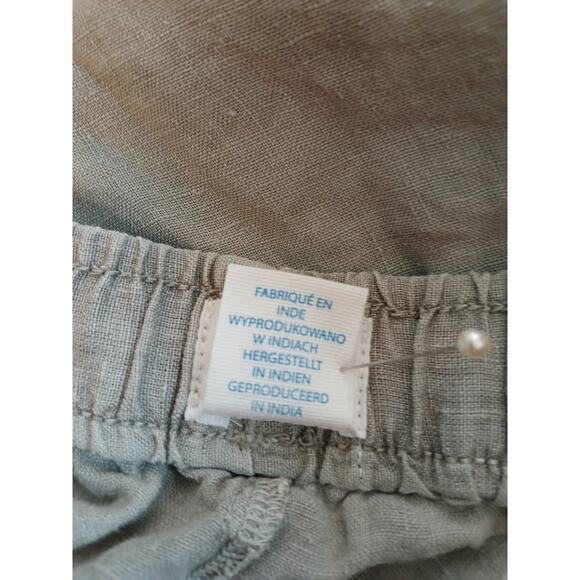 FABRIQUÉ EN
INDE
WYPRODUKOWANO
W INDIACH
HERGESTELLT
IN INDIEN
GEPRODUCEERD
IN INDIA